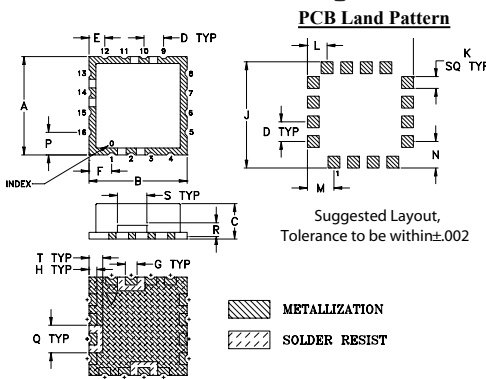 PCB Land Pattern
E
D TYP
12 11 10 9
13
14
15
16
8
7
6
5
A
P
0
1 2 3 4
F
B
INDEX
L
K
SQ TYP
J
D TYP
N
M
1
S TYP
C
R
Suggested Layout,
Tolerance to be within±.002
T TYP
H TYP
G TYP
Q TYP
METALLIZATION
SOLDER RESIST